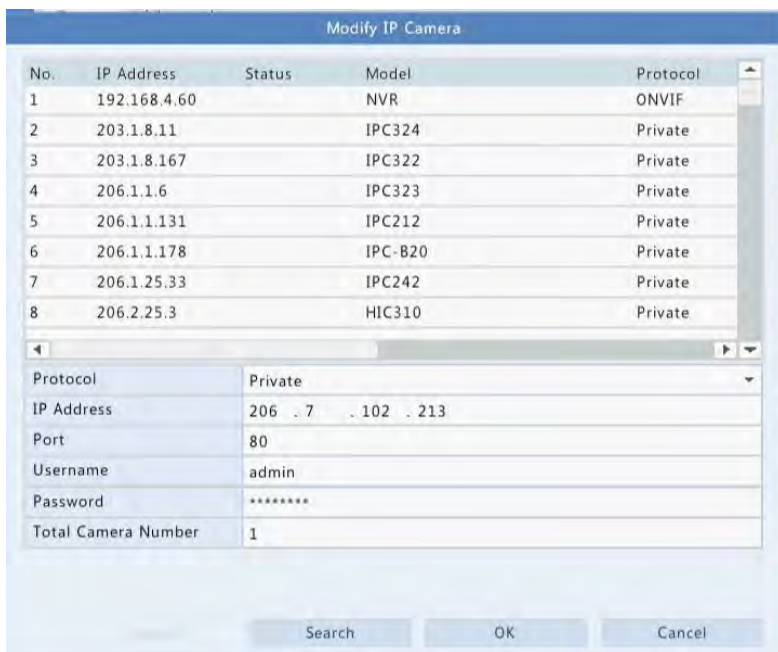 Modify IP Camera
No. IP Address Status Model Protocol
1 192.168.4.60 NVR ONVIF
2 203.1.8.11 IPC324 Private
3 203.1.8.167 IPC322 Private
4 206.1.1.6 IPC323 Private
5 206.1.1.131 IPC212 Private
6 206.1.1.178 IPC-B20 Private
7 206.1.25.33 IPC242 Private
8 206.2.25.3 HIC310 Private
Protocol Private
IP Address 206 . 7 . 102 . 213
Port 80
Username admin
Password ********
Total Camera Number 1
Search OK Cancel